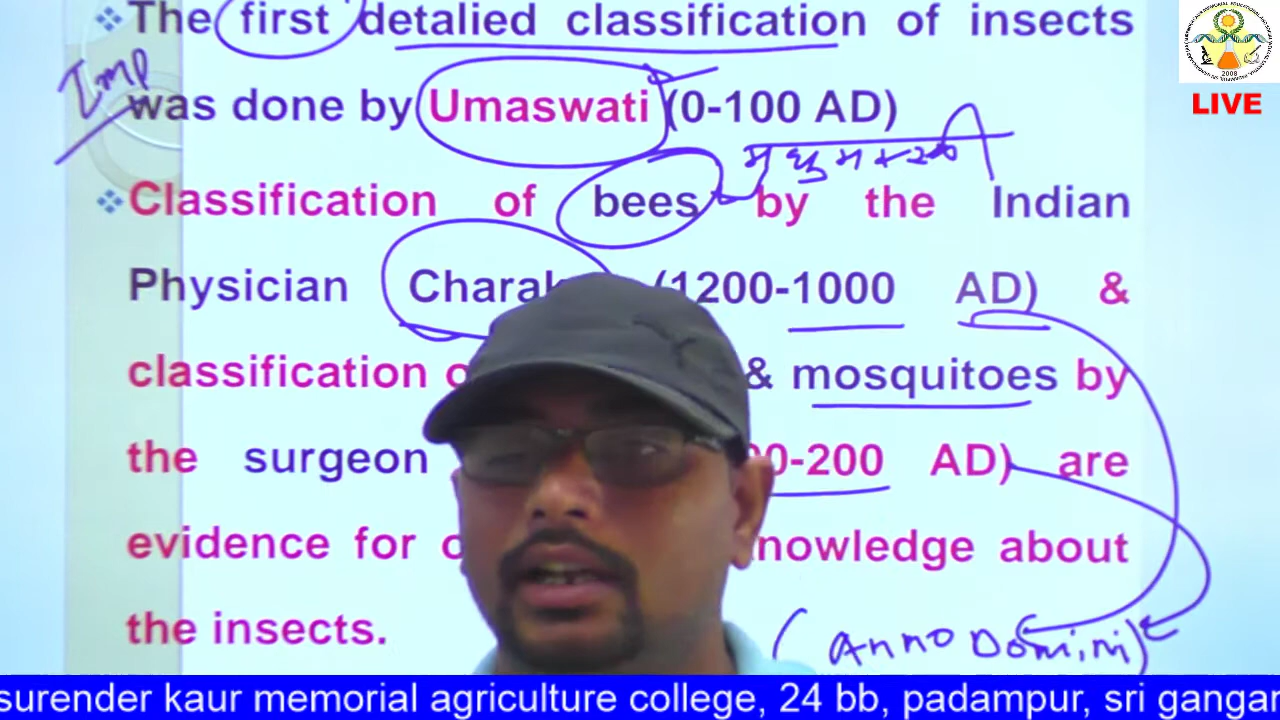 The first detalied classification of insects
Imp
was done by Umaswati (0-100 AD)
Classification of bees by the Indian
Physician Charak (1200-1000 AD) &
classification & mosquitoes by
the surgeon 0-200 AD) are
evidence for nowledge about
the insects.
(Anno Domini)
2008
LIVE
surender kaur memorial agriculture college, 24 bb, padampur, sri gangan